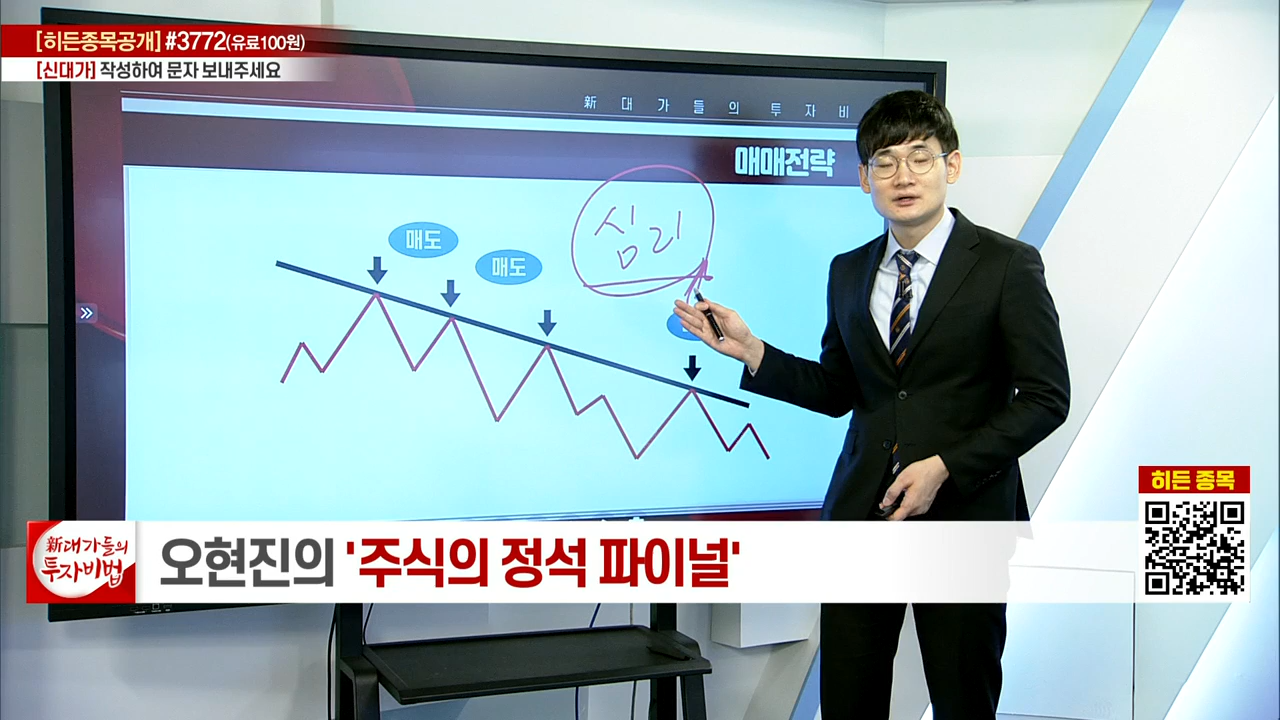 [히든종목공개] #3772(유료100원)
[신대가] 작성하여 문자 보내주세요
新 대 가 들 의 투 자 비
매매전략
심리
매도
매도
히든 종목
新대가들의
투자비법
오현진의 '주식의 정석 파이널'